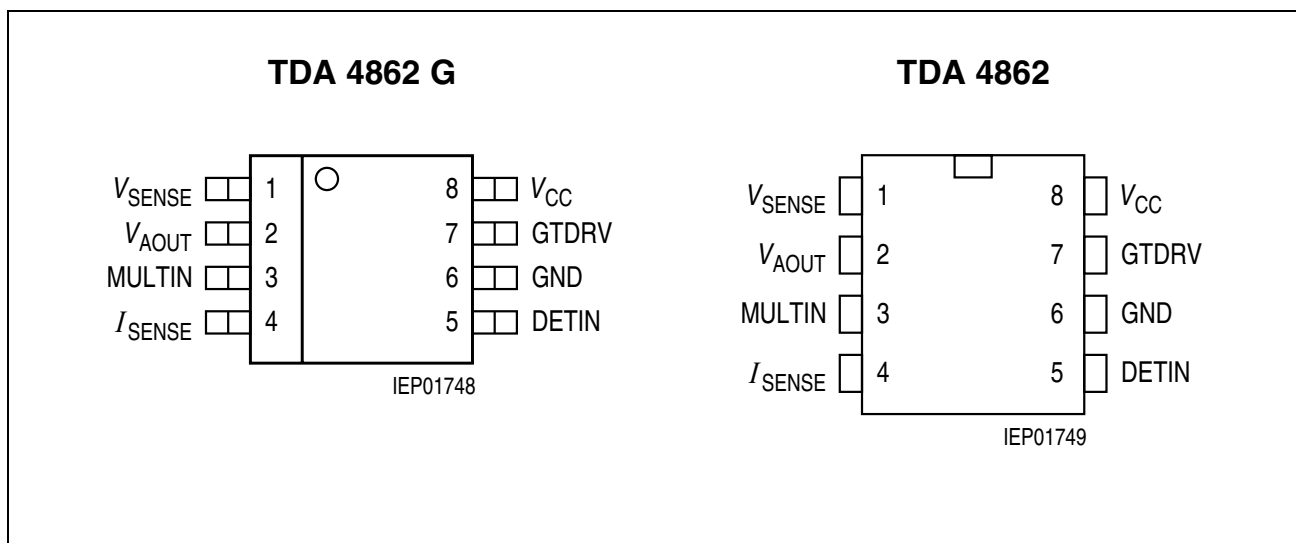 TDA 4862 G
V_SENSE 1 8 V_CC
V_AOUT 2 7 GTDRV
MULTIN 3 6 GND
I_SENSE 4 5 DETIN
IEP01748
TDA 4862
V_SENSE 1 8 V_CC
V_AOUT 2 7 GTDRV
MULTIN 3 6 GND
I_SENSE 4 5 DETIN
IEP01749